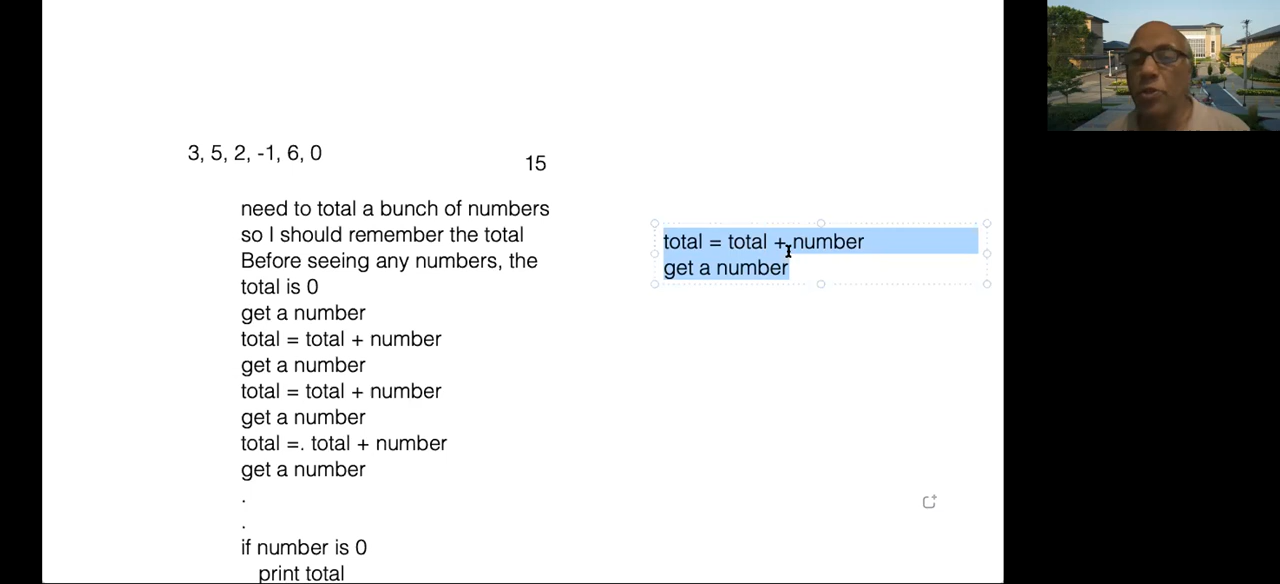 3, 5, 2, -1, 6, 0
15
need to total a bunch of numbers
so I should remember the total
Before seeing any numbers, the
total is 0
get a number
total = total + number
get a number
total = total + number
get a number
total =. total + number
get a number
.
.
if number is 0
print total
total = total + number
get a number